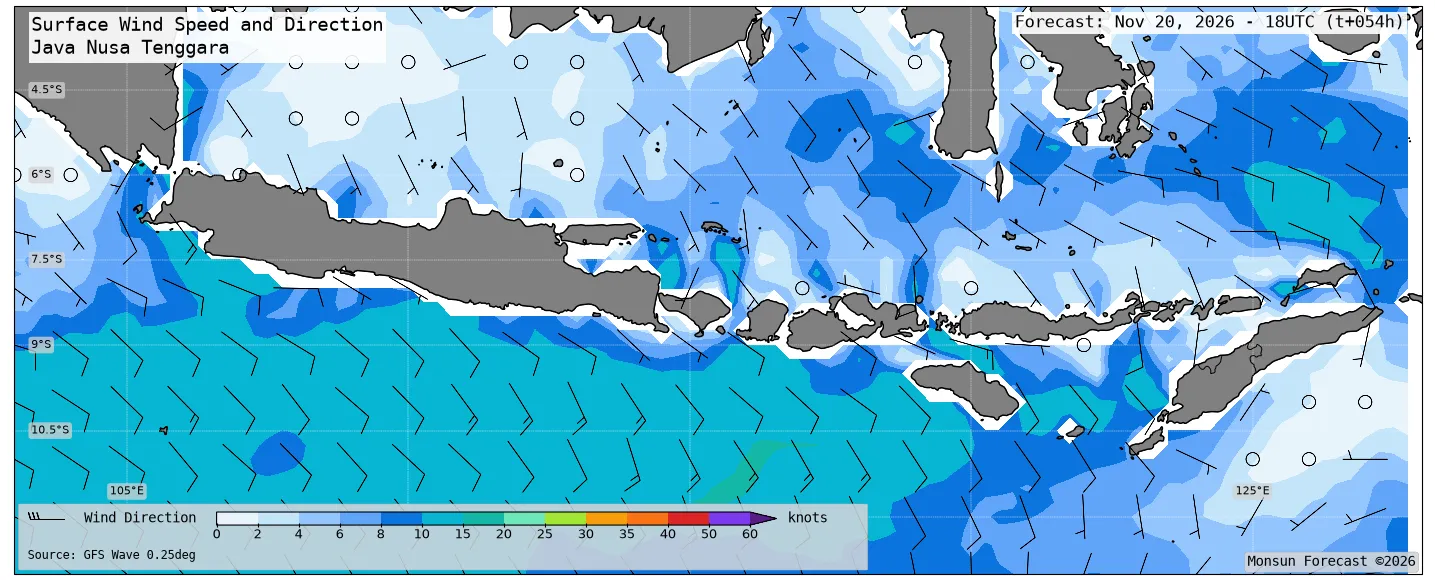 Surface Wind Speed and Direction
Java Nusa Tenggara
Forecast: Nov 20, 2026 - 18UTC (t+054h)
4.5°S
6°S
7.5°S
9°S
10.5°S
105°E
125°E
Wind Direction
0 2 4 6 8 10 15 20 25 30 35 40 50 60
knots
Source: GFS Wave 0.25deg
Monsun Forecast ©2026